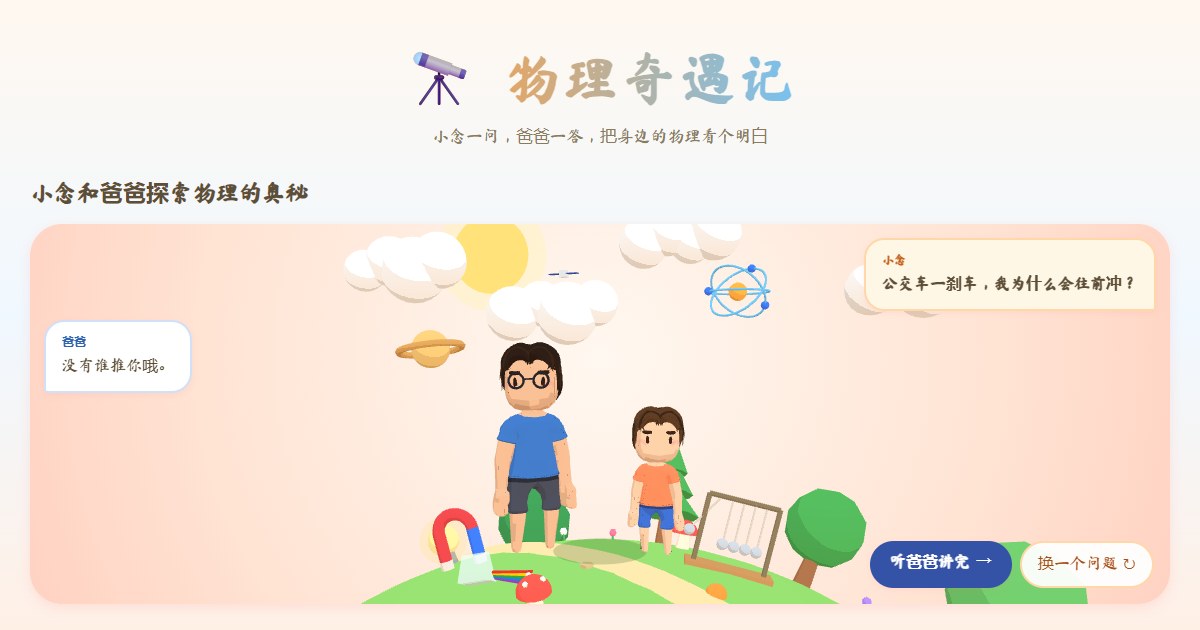 物理奇遇记
小念一问，爸爸一答，把身边的物理看个明白
小念和爸爸探索物理的奥秘
小念
公交车一刹车，我为什么会往前冲？
爸爸
没有谁推你哦。
听爸爸讲完 →
换一个问题 ↻